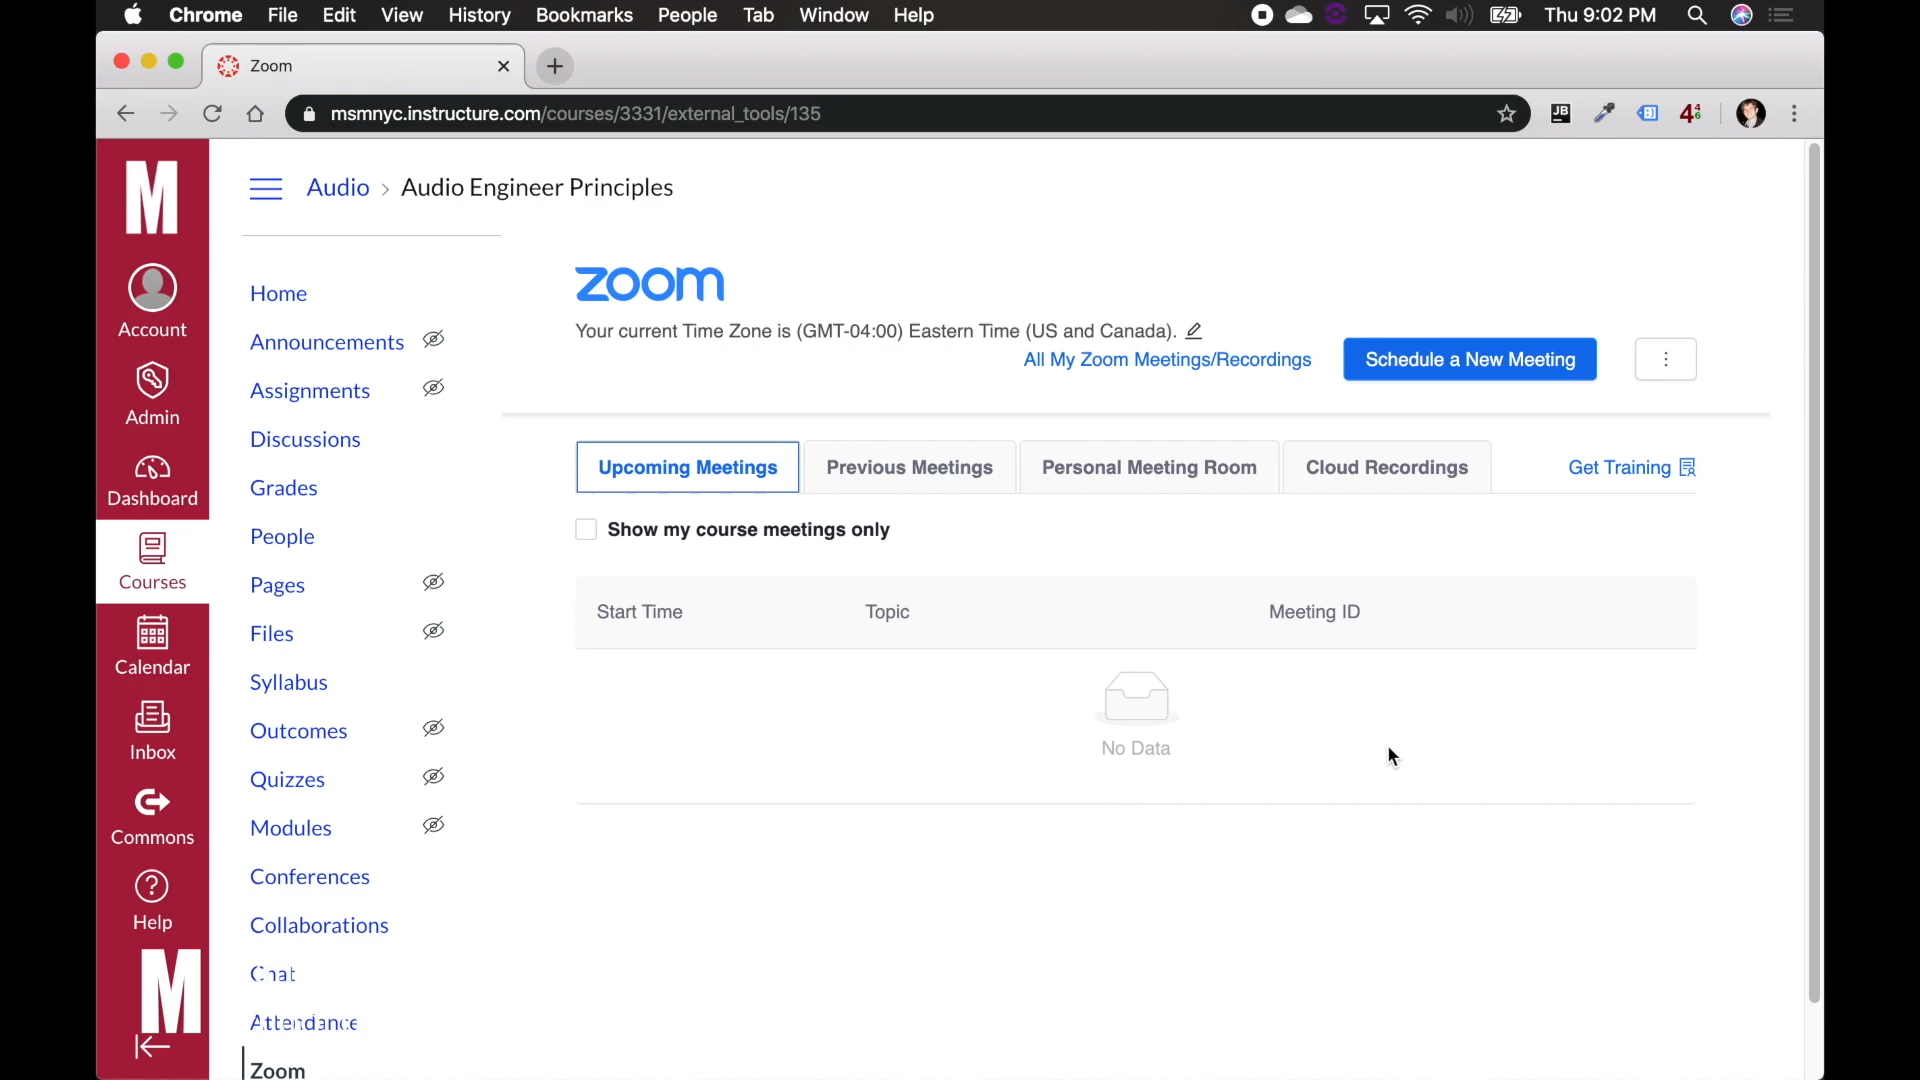 Chrome File Edit View History Bookmarks People Tab Window Help Thu 9:02 PM
Zoom
msmnyc.instructure.com/courses/3331/external_tools/135
JB
4 4 6
M
Audio > Audio Engineer Principles
Account
Admin
Dashboard
Courses
Calendar
Inbox
Commons
Help
M
Home
Announcements
Assignments
Discussions
Grades
People
Pages
Files
Syllabus
Outcomes
Quizzes
Modules
Conferences
Collaborations
Chat
Attendance
Zoom
zoom
Your current Time Zone is (GMT-04:00) Eastern Time (US and Canada).
All My Zoom Meetings/Recordings Schedule a New Meeting
Upcoming Meetings Previous Meetings Personal Meeting Room Cloud Recordings Get Training
Show my course meetings only
Start Time Topic Meeting ID
No Data